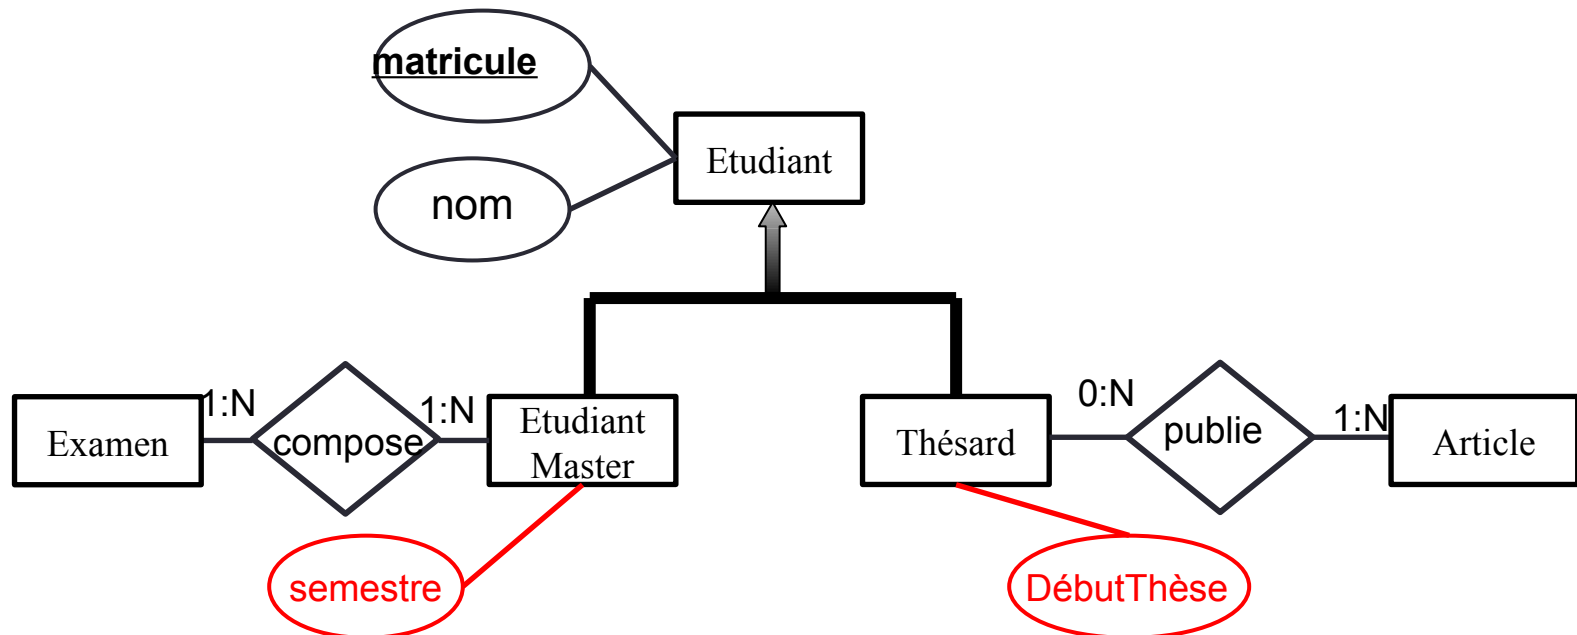 matricule
Etudiant
nom
1:N
1:N
0:N
1:N
Examen
compose
Etudiant
Master
Thésard
publie
Article
semestre
DébutThèse